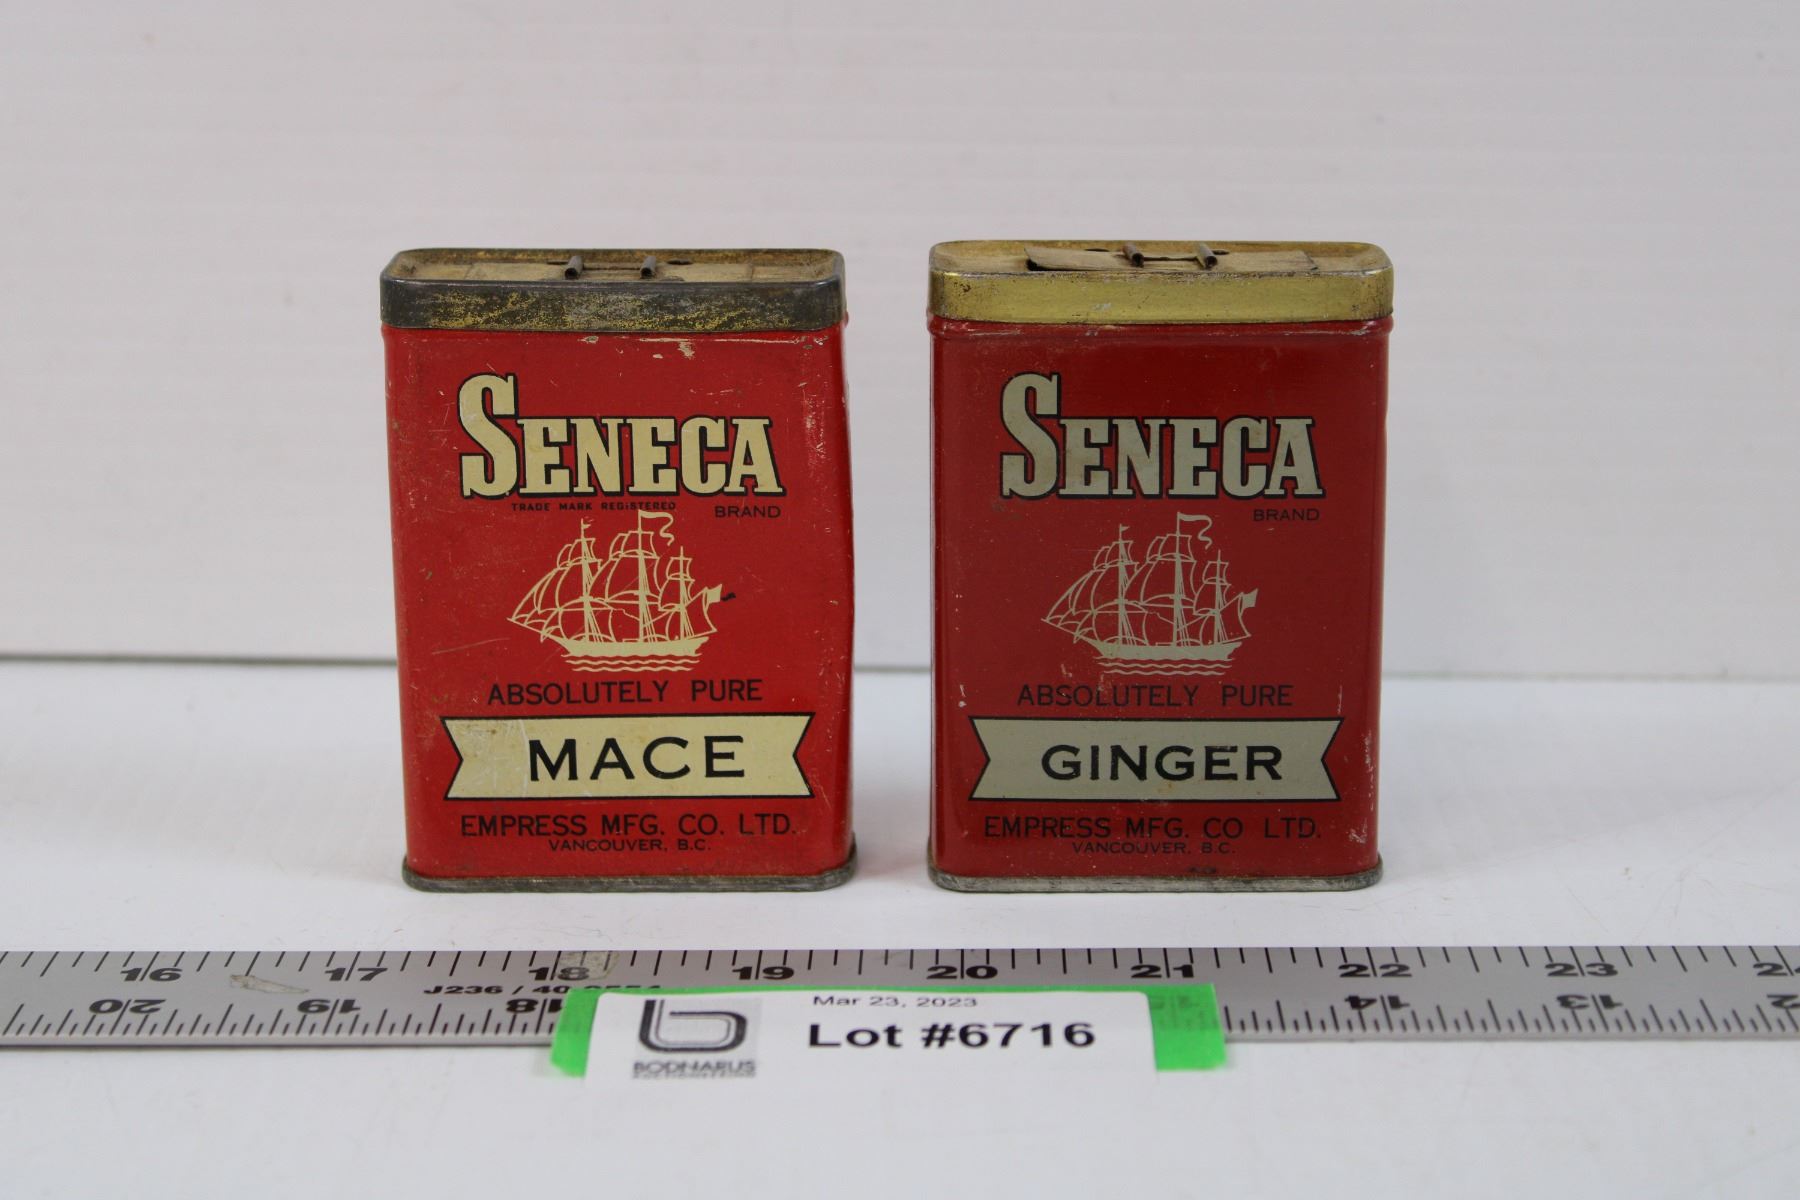 SENECA
TRADE MARK REGISTERED BRAND
ABSOLUTELY PURE
MACE
EMPRESS MFG. CO. LTD.
VANCOUVER, B.C.
SENECA
BRAND
ABSOLUTELY PURE
GINGER
EMPRESS MFG. CO LTD.
VANCOUVER, B.C.
16 17 18 19 20 21 22 23
J236 /
20 19 18 14 13
Mar 23, 2023
Lot #6716
BODNARUS